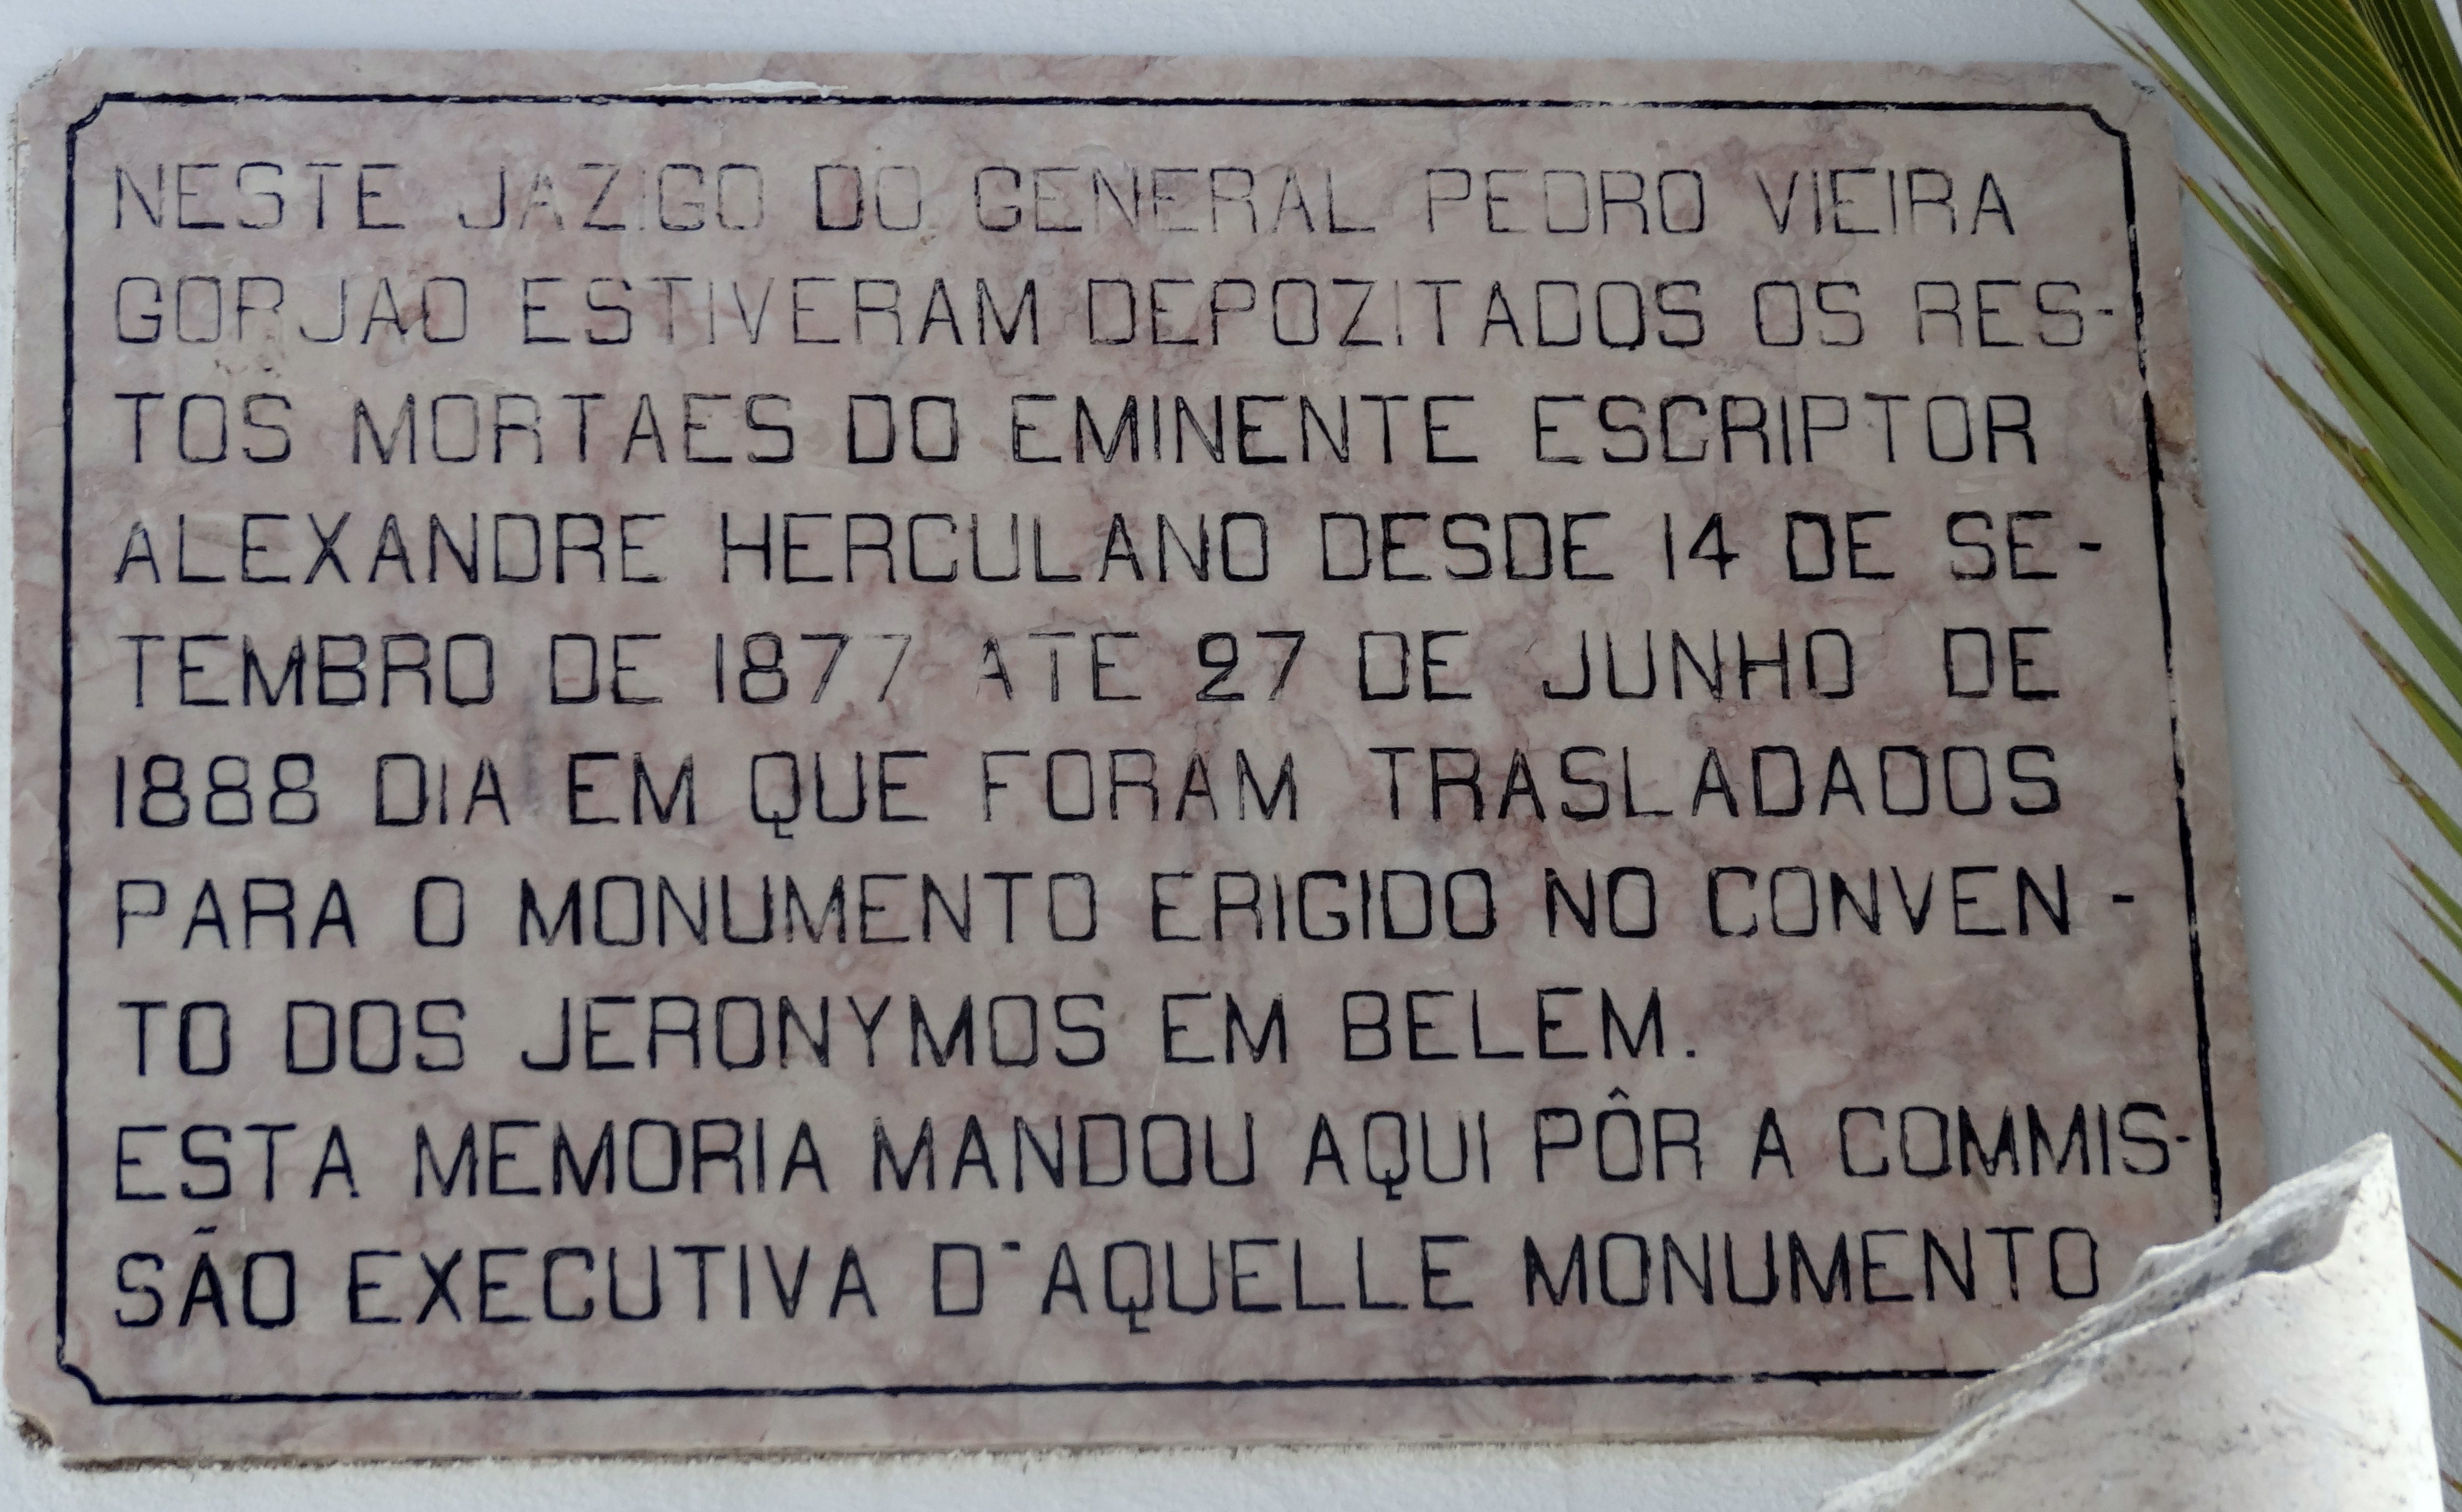 NESTE JAZIGO DO GENERAL PEDRO VIEIRA
GORJAO ESTIVERAM DEPOZITADOS OS RES-
TOS MORTAES DO EMINENTE ESCRIPTOR
ALEXANDRE HERCULANO DESDE 14 DE SE-
TEMBRO DE 1877 ATE 27 DE JUNHO DE
1888 DIA EM QUE FORAM TRASLADADOS
PARA O MONUMENTO ERIGIDO NO CONVEN-
TO DOS JERONYMOS EM BELEM.
ESTA MEMORIA MANDOU AQUI PÔR A COMMIS-
SÃO EXECUTIVA D'AQUELLE MONUMENTO